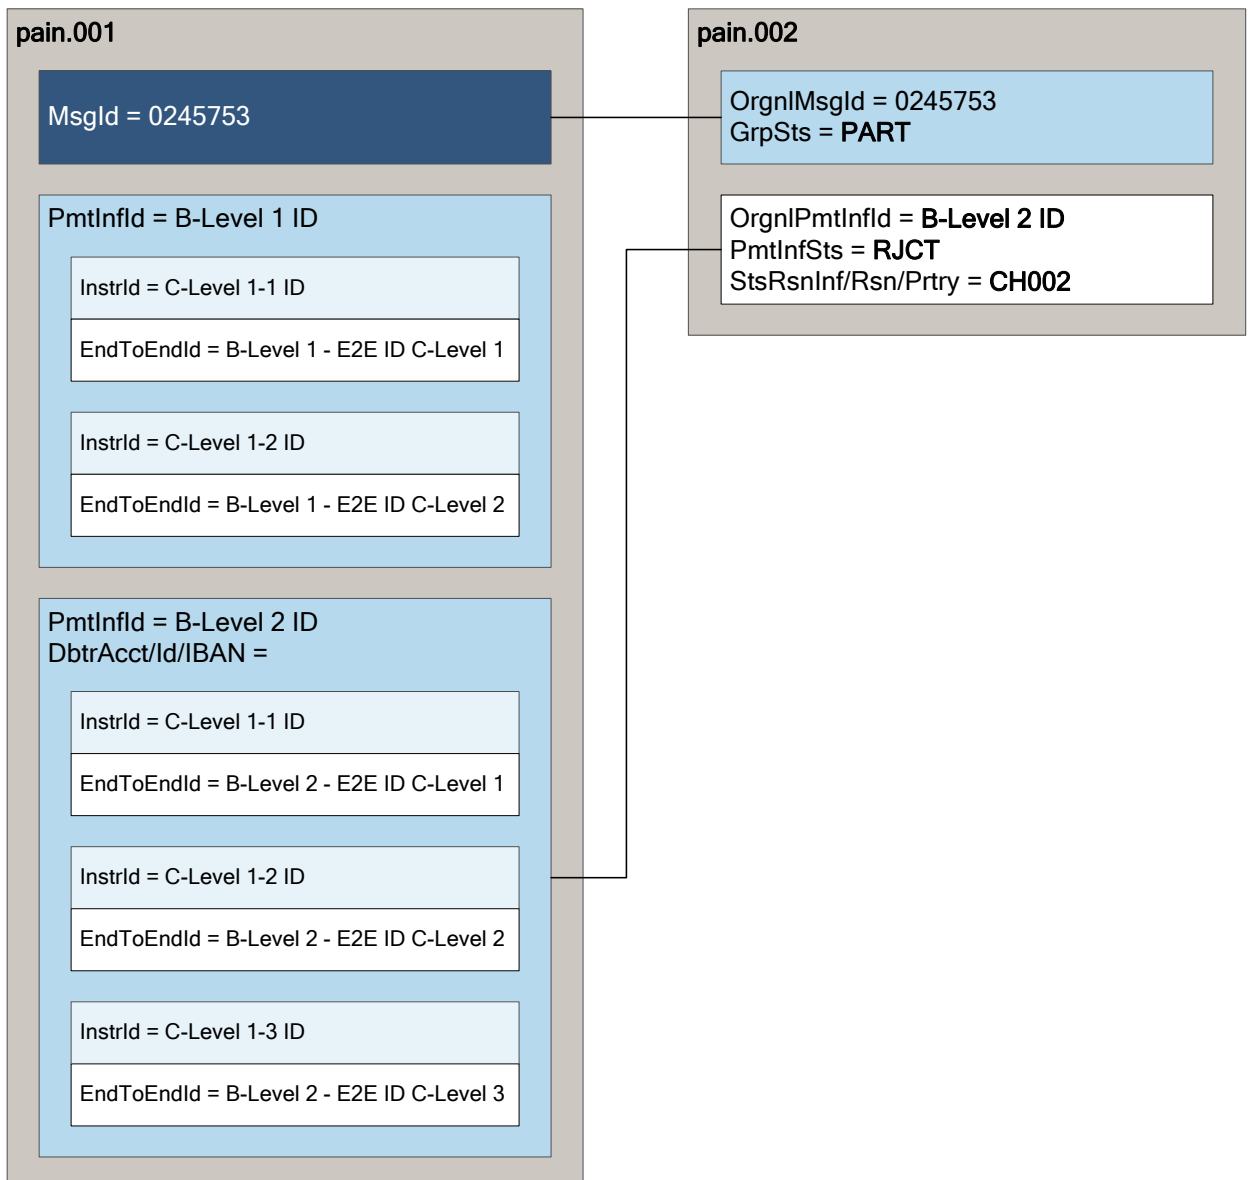 pain.001
MsgId = 0245753
PmtInfId = B-Level 1 ID
InstrId = C-Level 1-1 ID
EndToEndId = B-Level 1 - E2E ID C-Level 1
InstrId = C-Level 1-2 ID
EndToEndId = B-Level 1 - E2E ID C-Level 2
PmtInfId = B-Level 2 ID
DbtrAcct/Id/IBAN =
InstrId = C-Level 1-1 ID
EndToEndId = B-Level 2 - E2E ID C-Level 1
InstrId = C-Level 1-2 ID
EndToEndId = B-Level 2 - E2E ID C-Level 2
InstrId = C-Level 1-3 ID
EndToEndId = B-Level 2 - E2E ID C-Level 3
pain.002
OrgnlMsgId = 0245753
GrpSts = PART
OrgnlPmtInfId = B-Level 2 ID
PmtInfSts = RJCT
StsRsnInf/Rsn/Prtry = CH002